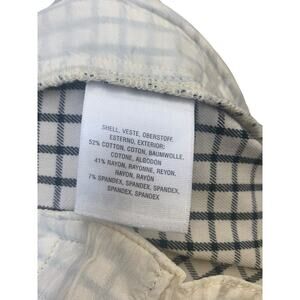 SHELL, VESTE, OBERSTOFF,
ESTERNO, EXTERIOR:
52% COTTON, COTON, BAUMWOLLE,
COTONE, ALGODÓN
41% RAYON, RAYONNE, REYON,
RAYON, RAYÓN
7% SPANDEX, SPANDEX, SPANDEX,
SPANDEX, SPANDEX